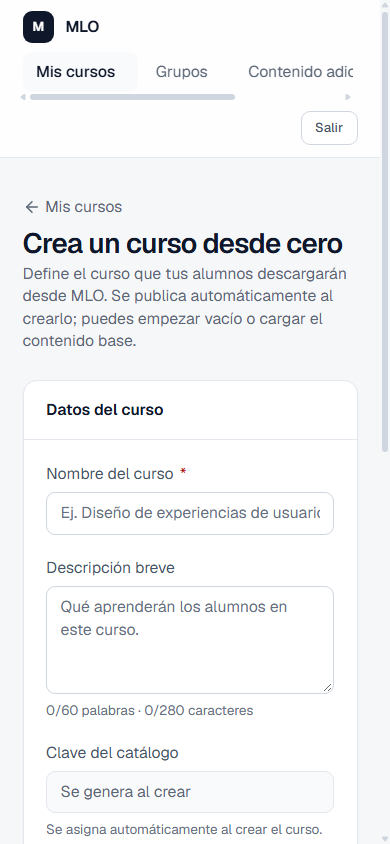 M MLO
Mis cursos Grupos Contenido adic
Salir
← Mis cursos
Crea un curso desde cero
Define el curso que tus alumnos descargarán
desde MLO. Se publica automáticamente al
crearlo; puedes empezar vacío o cargar el
contenido base.
Datos del curso
Nombre del curso *
Ej. Diseño de experiencias de usuario
Descripción breve
Qué aprenderán los alumnos en
este curso.
0/60 palabras · 0/280 caracteres
Clave del catálogo
Se genera al crear
Se asigna automáticamente al crear el curso.